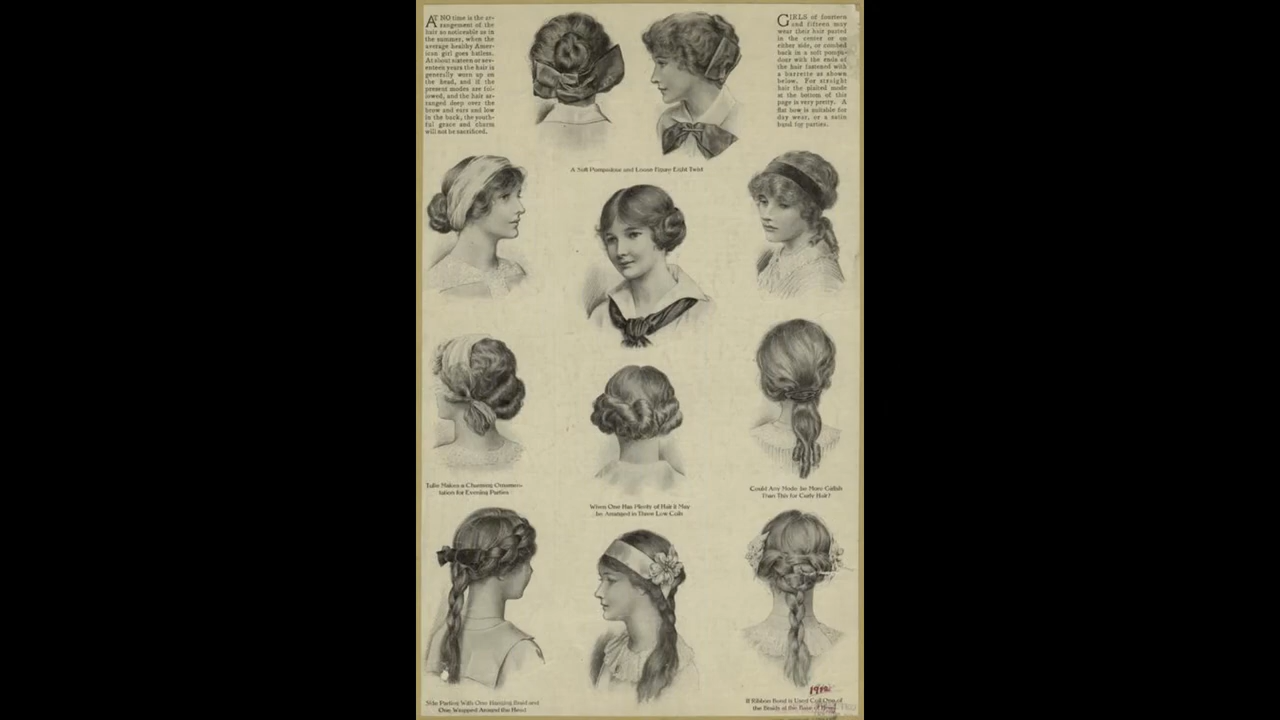 AT NO time is the ar-
rangement of the
hair so noticeable as in
the summer, when the
average healthy Amer-
ican girl goes hatless.
At about sixteen or sev-
enteen years the hair is
generally worn up on
the head, and if the
present modes are fol-
lowed, and the hair ar-
ranged deep over the
brow and ears and low
in the back, the youth-
ful grace and charm
will not be sacrificed.
GIRLS of fourteen
and fifteen may
wear their hair parted
in the center or on
either side, or combed
back in a soft pompa-
dour with the ends of
the hair fastened with
a barrette as shown
below. For straight
hair the plaited mode
at the bottom of this
page is very pretty. A
flat bow is suitable for
day wear, or a satin
band for parties.
A Soft Pompadour and Loose Figure Eight Twist
Tulle Makes a Charming Ornamen-
tation for Evening Parties
When One Has Plenty of Hair it May
be Arranged in Three Low Coils
Could Any Mode be More Girlish
Than This for Curly Hair?
Side Parting With One Hanging Braid and
One Wrapped Around the Head
If Ribbon Band is Used Coil One of
the Braids at the Base of Head